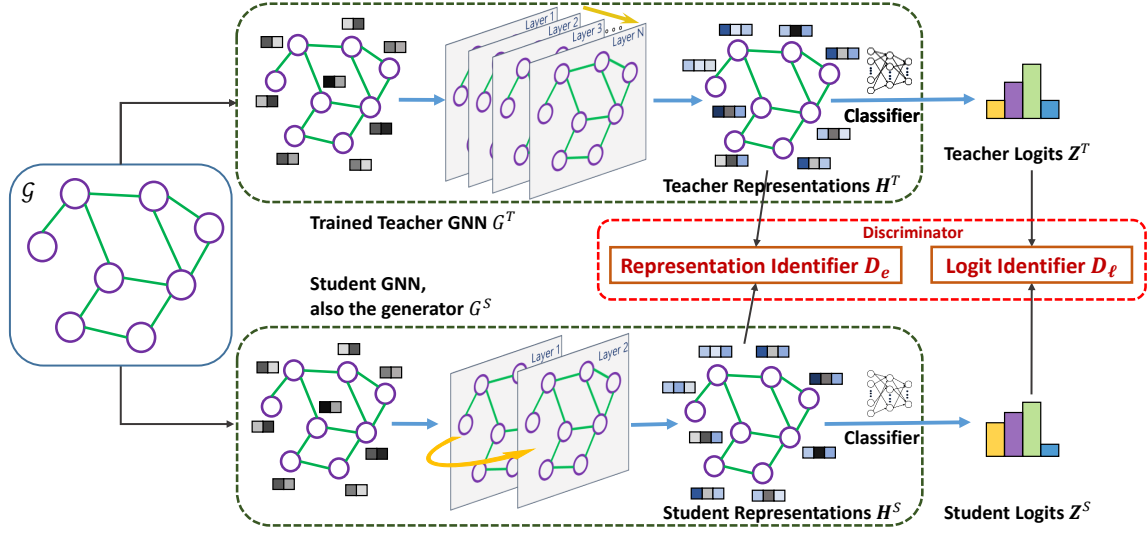 Layer 1
Layer 2
Layer 3
...
Layer N
Classifier
Teacher Logits Z^T
Teacher Representations H^T
Trained Teacher GNN G^T
𝒢
Discriminator
Representation Identifier D_e
Logit Identifier D_ℓ
Student GNN,
also the generator G^S
Layer 1
Layer 2
Classifier
Student Representations H^S
Student Logits Z^S